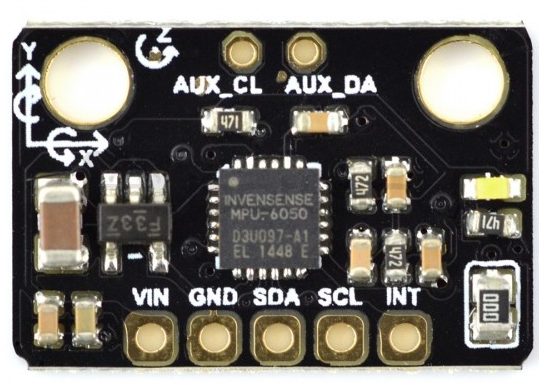 Z
Y
AUX_CL AUX_DA
X
471
INVENSENSE
MPU-6050
D3U097-A1
EL 1448 E
472
F33Z
472
471
VIN GND SDA SCL INT
000